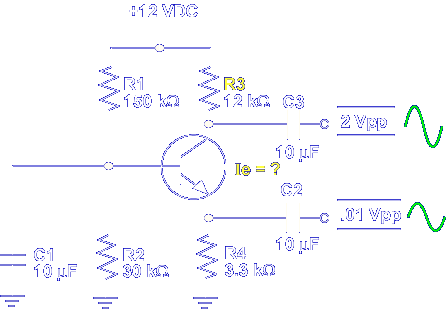 +12 VDC
R1
150 kΩ
R3
12 kΩ
C3
10 µF
2 Vpp
Ie = ?
C2
10 µF
.01 Vpp
C1
10 µF
R2
30 kΩ
R4
3.3 kΩ